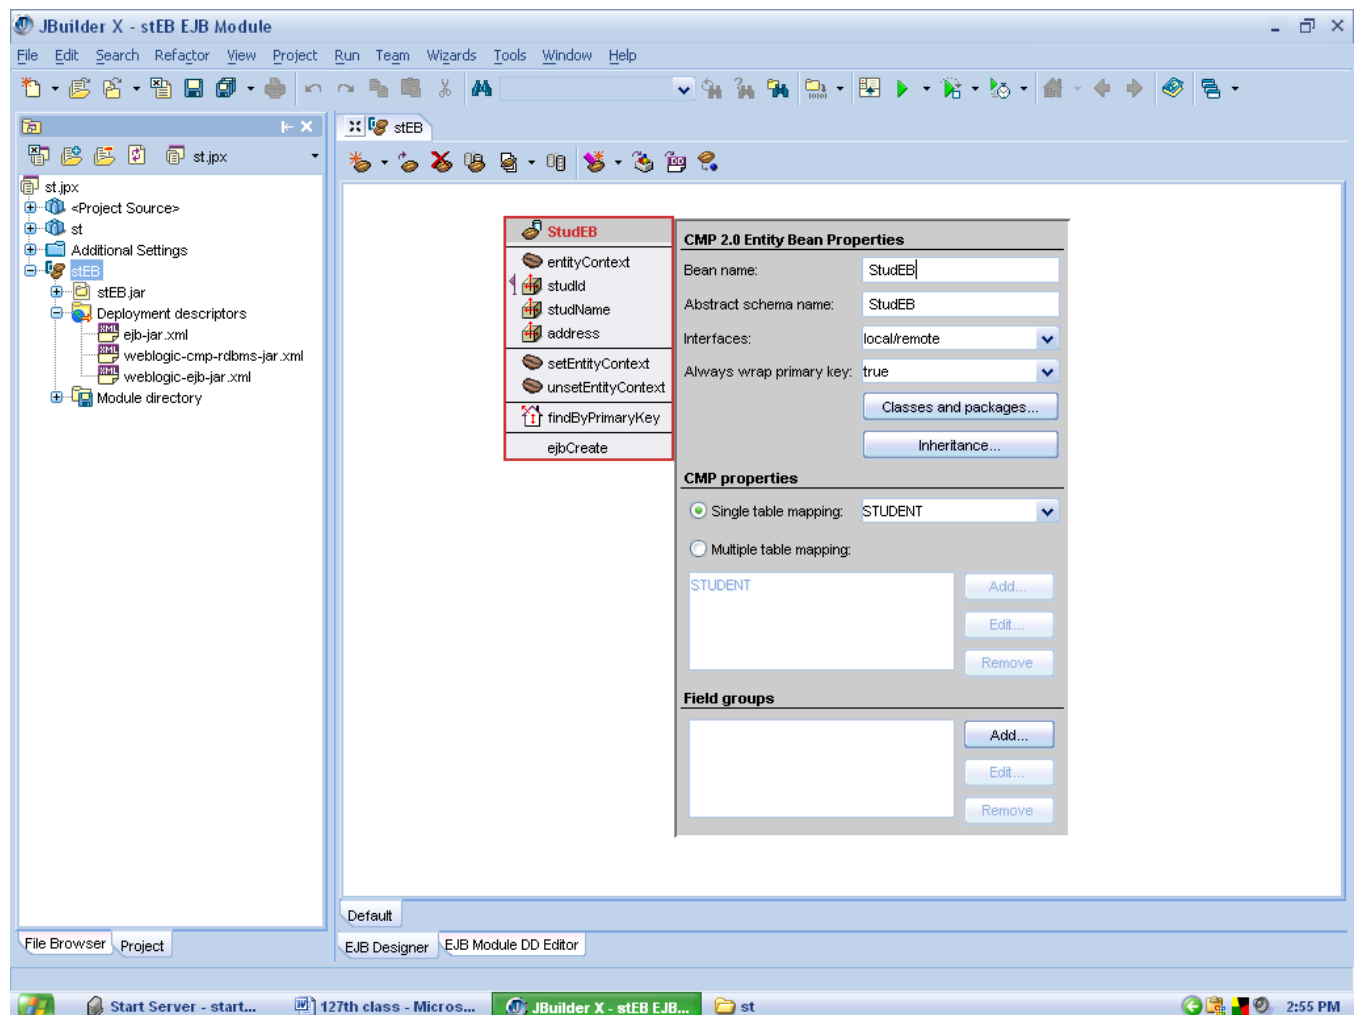 JBuilder X - stEB EJB Module
File Edit Search Refactor View Project Run Team Wizards Tools Window Help
stEB
st.jpx
st.jpx
<Project Source>
st
Additional Settings
stEB
stEB.jar
Deployment descriptors
ejb-jar.xml
weblogic-cmp-rdbms-jar.xml
weblogic-ejb-jar.xml
Module directory
StudEB
entityContext
studId
studName
address
setEntityContext
unsetEntityContext
findByPrimaryKey
ejbCreate
CMP 2.0 Entity Bean Properties
Bean name: StudEB
Abstract schema name: StudEB
Interfaces: local/remote
Always wrap primary key: true
Classes and packages...
Inheritance...
CMP properties
Single table mapping: STUDENT
Multiple table mapping:
STUDENT
Add...
Edit...
Remove
Field groups
Add...
Edit...
Remove
Default
File Browser Project
EJB Designer EJB Module DD Editor
Start Server - start... 127th class - Micros... JBuilder X - stEB EJB... st 2:55 PM